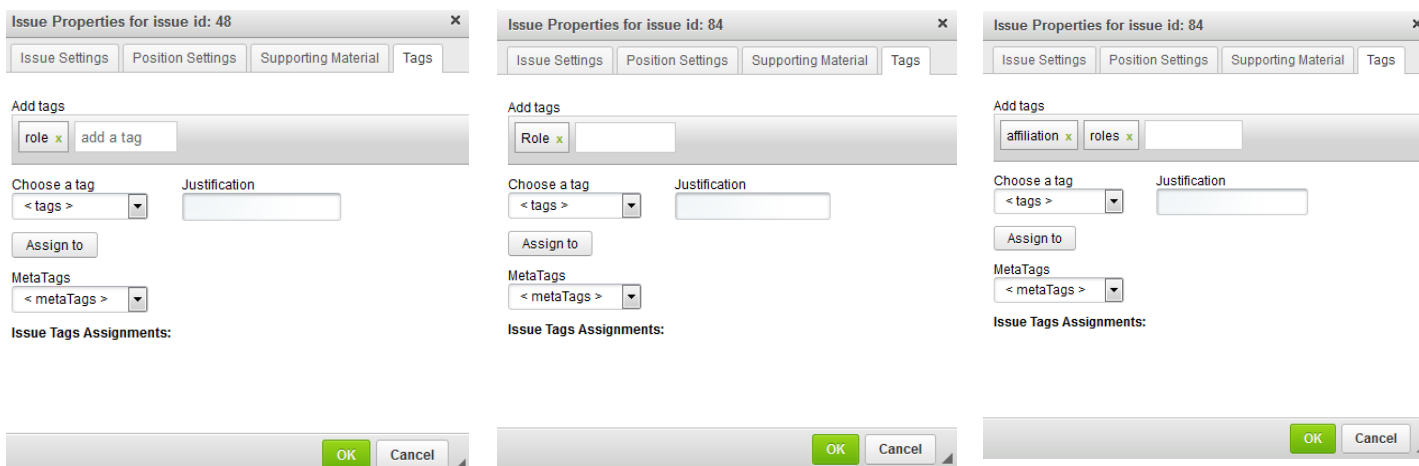 Issue Properties for issue id: 48 ×
Issue Settings Position Settings Supporting Material Tags
Add tags
role x add a tag
Choose a tag Justification
< tags >
Assign to
MetaTags
< metaTags >
Issue Tags Assignments:
OK Cancel
Issue Properties for issue id: 84 ×
Issue Settings Position Settings Supporting Material Tags
Add tags
Role x
Choose a tag Justification
< tags >
Assign to
MetaTags
< metaTags >
Issue Tags Assignments:
OK Cancel
Issue Properties for issue id: 84 ×
Issue Settings Position Settings Supporting Material Tags
Add tags
affiliation x roles x
Choose a tag Justification
< tags >
Assign to
MetaTags
< metaTags >
Issue Tags Assignments:
OK Cancel